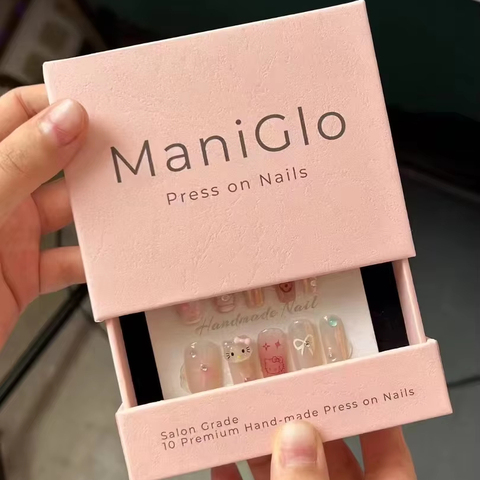 ManiGlo
Press on Nails
Handmade Nail
Salon Grade
10 Premium Hand-made Press on Nails